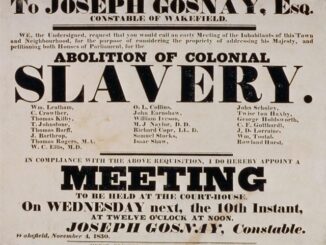 To JOSEPH GOSNAY, Esq.
CONSTABLE OF WAKEFIELD.
WE, the Undersigned, request that you would call an early Meeting of the Inhabitants of this Town
and Neighbourhood, for the purpose of considering the propriety of addressing his Majesty, and
petitioning both Houses of Parliament, for the
ABOLITION OF COLONIAL
SLAVERY.
Wm. Leatham,
C. Crowther,
Thomas Kilby,
T. Johnstone
Thomas Barff,
J. Barthrop,
Thomas Rogers, M.A.
W. C. Ellis, M.D.
O. L. Collins,
John Earnshaw,
William Iveson,
M. J. Naylor, D. D.
Richard Cope, LL. D.
Samuel Stocks,
Isaac Shaw,
John Scholey,
George Holdsworth,
C. F. Gotthardt,
J. D. Lorraine,
Wm. Tootal,
Rowland Hurst,
IN COMPLIANCE WITH THE ABOVE REQUISITION, I DO HEREBY APPOINT A
MEETING
TO BE HELD AT THE COURT-HOUSE,
On WEDNESDAY next, the 10th Instant,
AT TWELVE O'CLOCK AT NOON.
JOSEPH GOSNAY, Constable.
Wakefield, November 4, 1830.